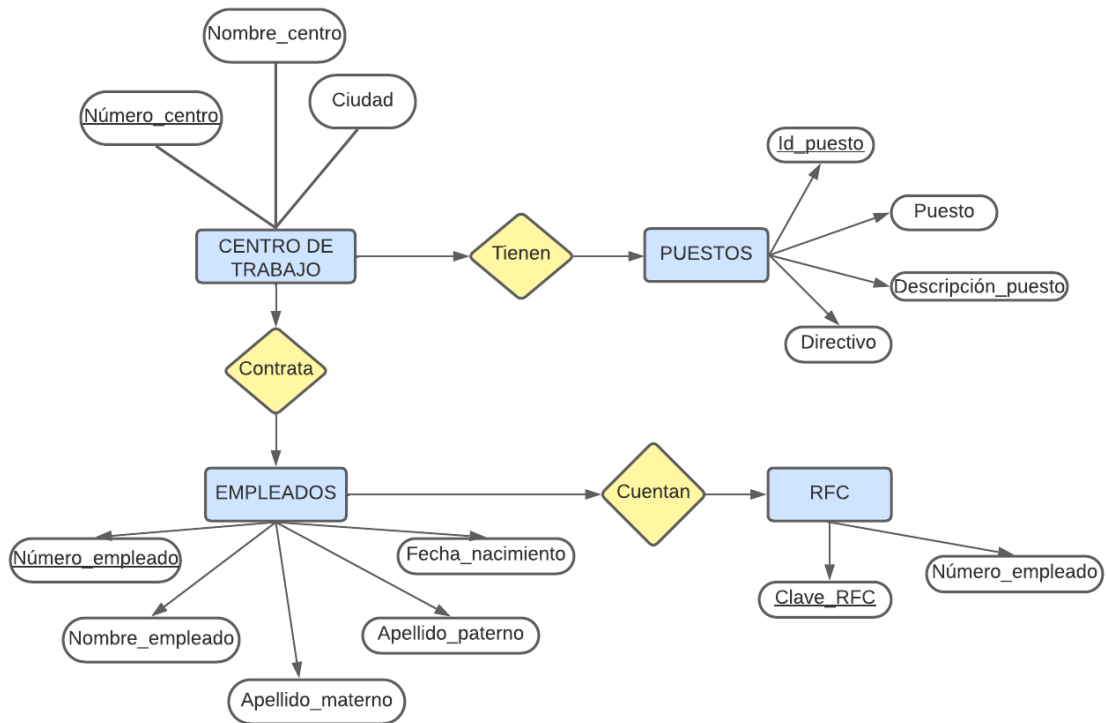 Nombre_centro
Número_centro
Ciudad
Id_puesto
Puesto
CENTRO DE
TRABAJO
Tienen
PUESTOS
Descripción_puesto
Directivo
Contrata
EMPLEADOS
Cuentan
RFC
Número_empleado
Fecha_nacimiento
Número_empleado
Clave_RFC
Nombre_empleado
Apellido_paterno
Apellido_materno